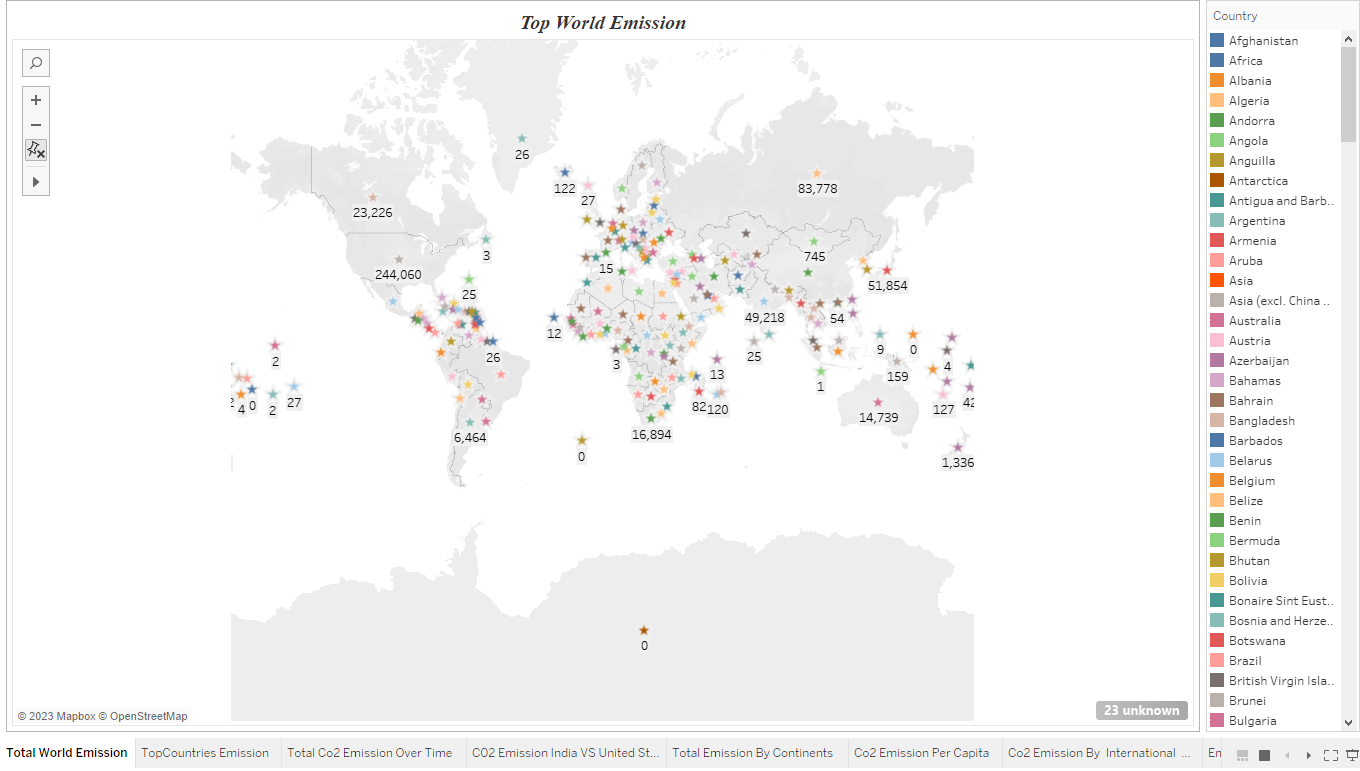 Top World Emission
Country
Afghanistan
Africa
Albania
Algeria
Andorra
Angola
Anguilla
Antarctica
Antigua and Barb..
Argentina
Armenia
Aruba
Asia
Asia (excl. China ..
Australia
Austria
Azerbaijan
Bahamas
Bahrain
Bangladesh
Barbados
Belarus
Belgium
Belize
Benin
Bermuda
Bhutan
Bolivia
Bonaire Sint Eust..
Bosnia and Herze..
Botswana
Brazil
British Virgin Isla..
Brunei
Bulgaria
26
122
27
83,778
23,226
3
745
244,060
15
51,854
25
49,218
54
12
26
25
9
0
2
3
13
159
4
1
2
4
0
2
27
82
120
127
42
14,739
6,464
16,894
0
1,336
0
© 2023 Mapbox © OpenStreetMap
23 unknown
Total World Emission
TopCountries Emission
Total Co2 Emission Over Time
CO2 Emission India VS United St...
Total Emission By Continents
Co2 Emission Per Capita
Co2 Emission By International ...
En